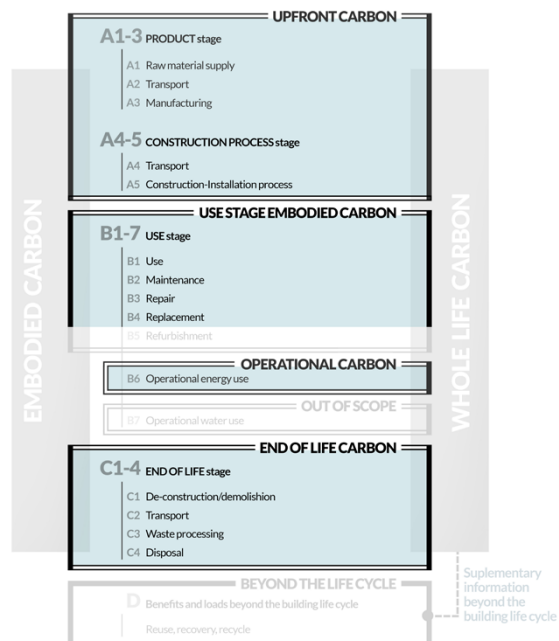 UPFRONT CARBON
A1-3 PRODUCT stage
A1 Raw material supply
A2 Transport
A3 Manufacturing
A4-5 CONSTRUCTION PROCESS stage
A4 Transport
A5 Construction-Installation process
USE STAGE EMBODIED CARBON
B1-7 USE stage
B1 Use
B2 Maintenance
B3 Repair
B4 Replacement
B5 Refurbishment
OPERATIONAL CARBON
B6 Operational energy use
OUT OF SCOPE
B7 Operational water use
END OF LIFE CARBON
C1-4 END OF LIFE stage
C1 De-construction/demolishion
C2 Transport
C3 Waste processing
C4 Disposal
BEYOND THE LIFE CYCLE
D Benefits and loads beyond the building life cycle
Reuse, recovery, recycle
EMBODIED CARBON
WHOLE LIFE CARBON
Suplementary
information
beyond the
building life cycle